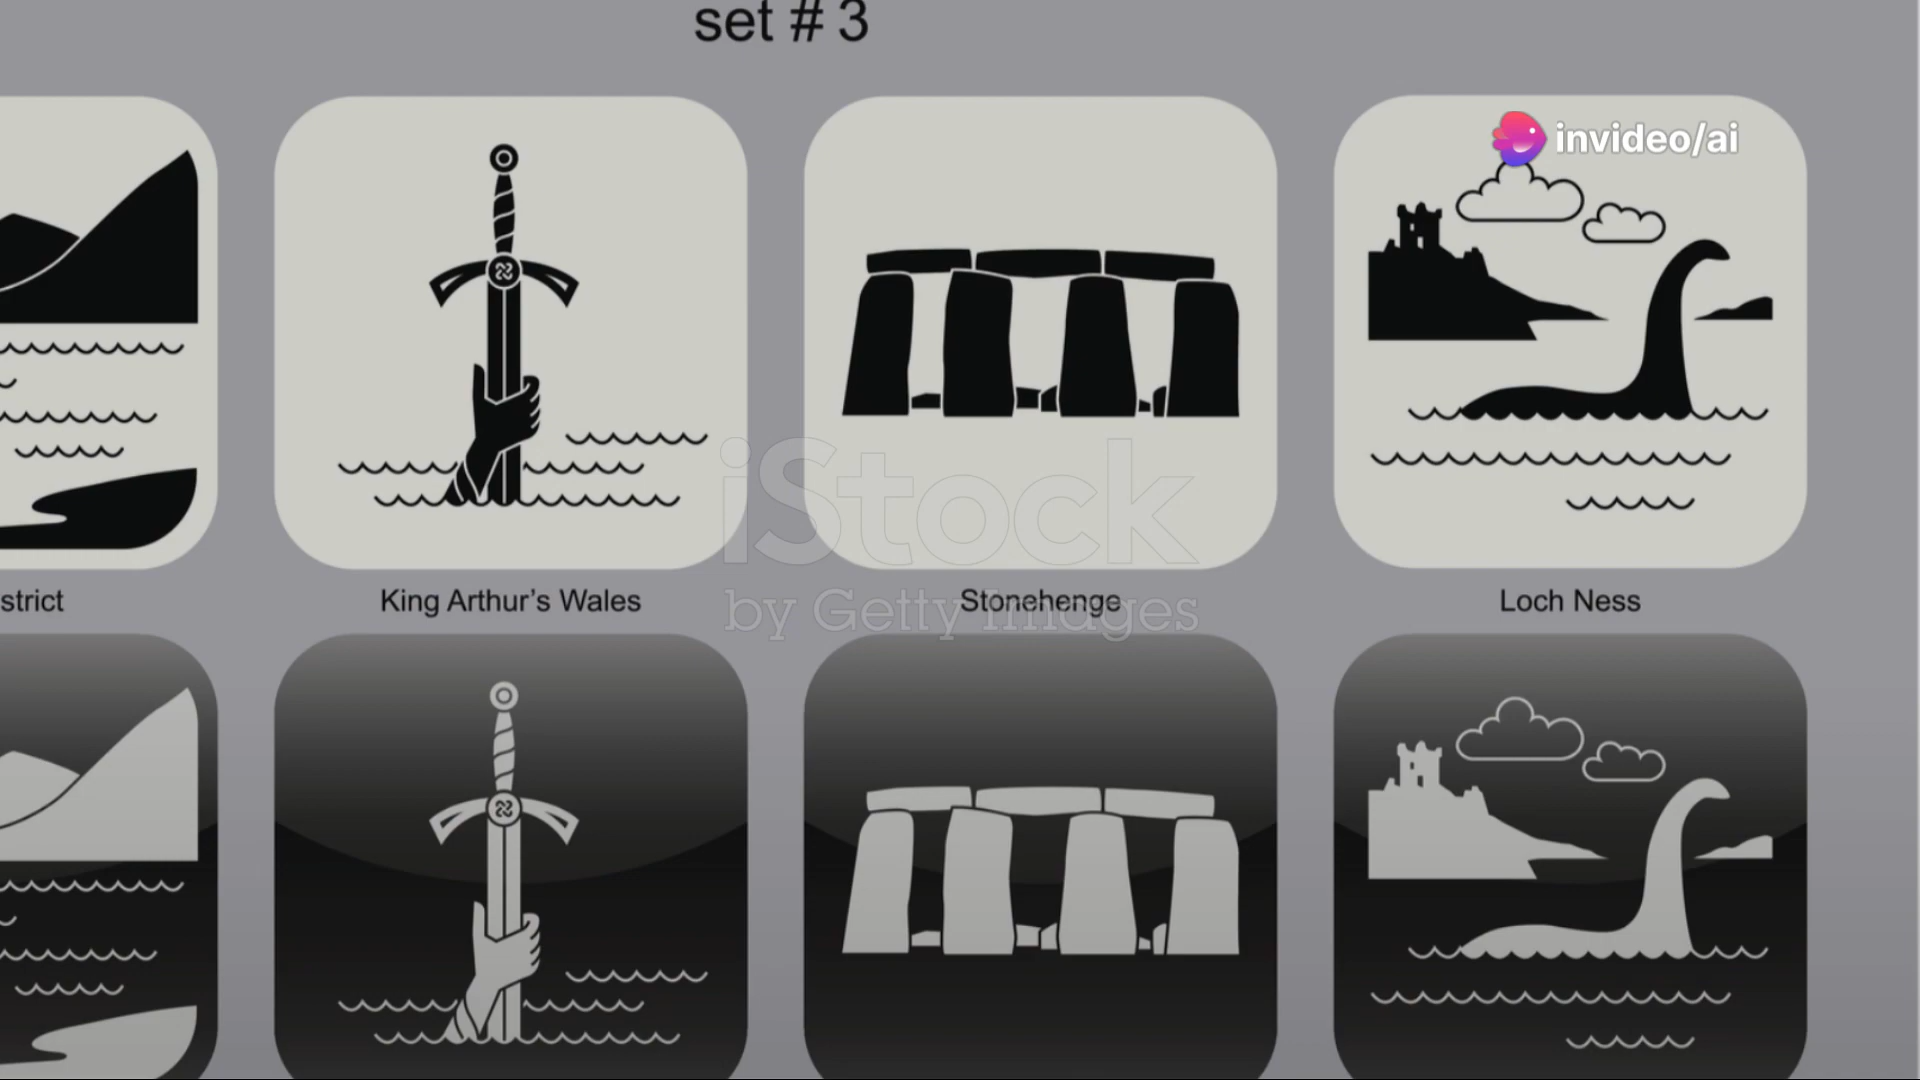 set # 3
invideo/ai
iStock
by Getty Images
strict
King Arthur's Wales
Stonehenge
Loch Ness